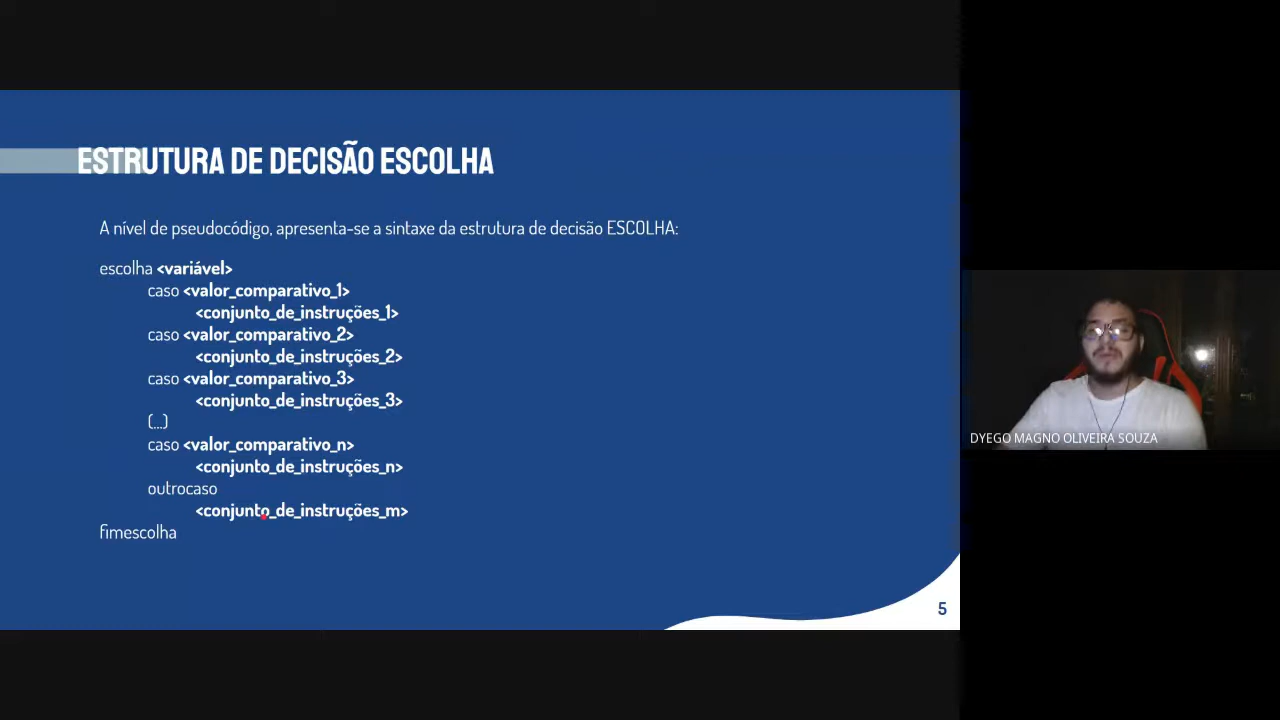 ESTRUTURA DE DECISÃO ESCOLHA
A nível de pseudocódigo, apresenta-se a sintaxe da estrutura de decisão ESCOLHA:
escolha <variável>
caso <valor_comparativo_1>
<conjunto_de_instruções_1>
caso <valor_comparativo_2>
<conjunto_de_instruções_2>
caso <valor_comparativo_3>
<conjunto_de_instruções_3>
(...)
caso <valor_comparativo_n>
<conjunto_de_instruções_n>
outrocaso
<conjunto_de_instruções_m>
fimescolha
5
DYEGO MAGNO OLIVEIRA SOUZA